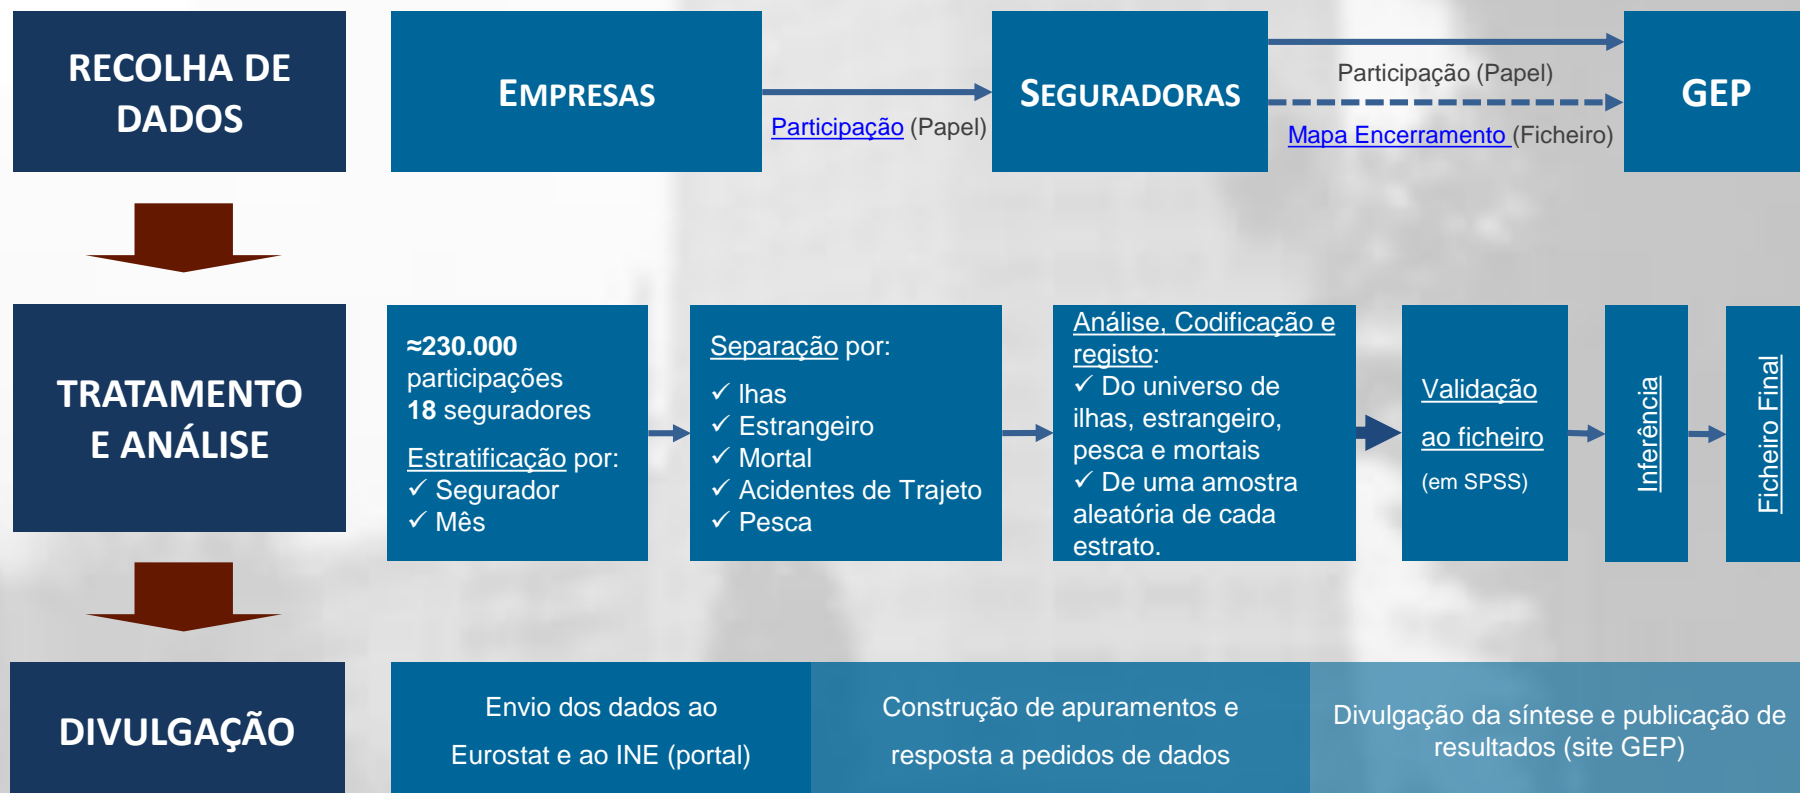 RECOLHA DE
DADOS
EMPRESAS
Participação (Papel)
SEGURADORAS
Participação (Papel)
Mapa Encerramento (Ficheiro)
GEP
TRATAMENTO
E ANÁLISE
≈230.000
participações
18 seguradores
Estratificação por:
✓ Segurador
✓ Mês
Separação por:
✓ Ihas
✓ Estrangeiro
✓ Mortal
✓ Acidentes de Trajeto
✓ Pesca
Análise, Codificação e
registo:
✓ Do universo de
ilhas, estrangeiro,
pesca e mortais
✓ De uma amostra
aleatória de cada
estrato.
Validação
ao ficheiro
(em SPSS)
Inferência
Ficheiro Final
DIVULGAÇÃO
Envio dos dados ao
Eurostat e ao INE (portal)
Construção de apuramentos e
resposta a pedidos de dados
Divulgação da síntese e publicação de
resultados (site GEP)